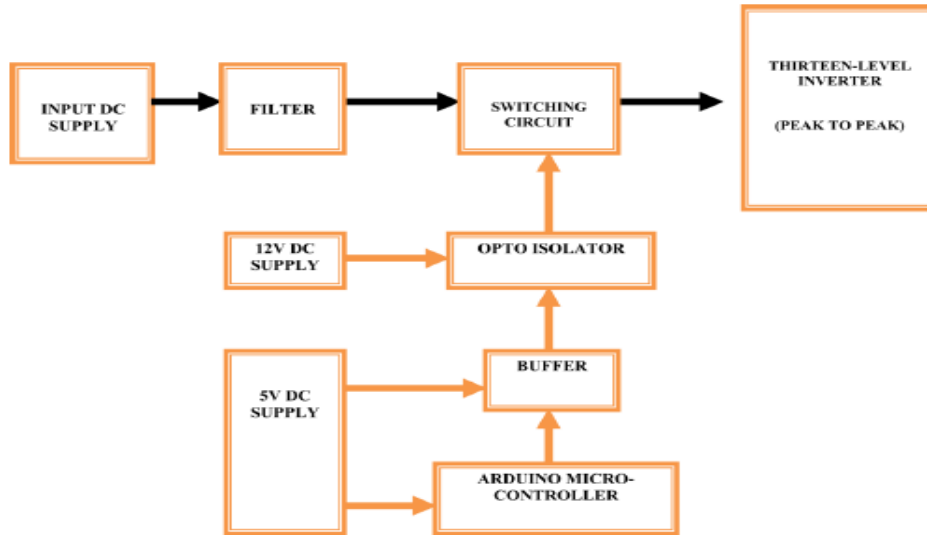 INPUT DC
SUPPLY
FILTER
SWITCHING
CIRCUIT
THIRTEEN-LEVEL
INVERTER
(PEAK TO PEAK)
12V DC
SUPPLY
OPTO ISOLATOR
5V DC
SUPPLY
BUFFER
ARDUINO MICRO-
CONTROLLER